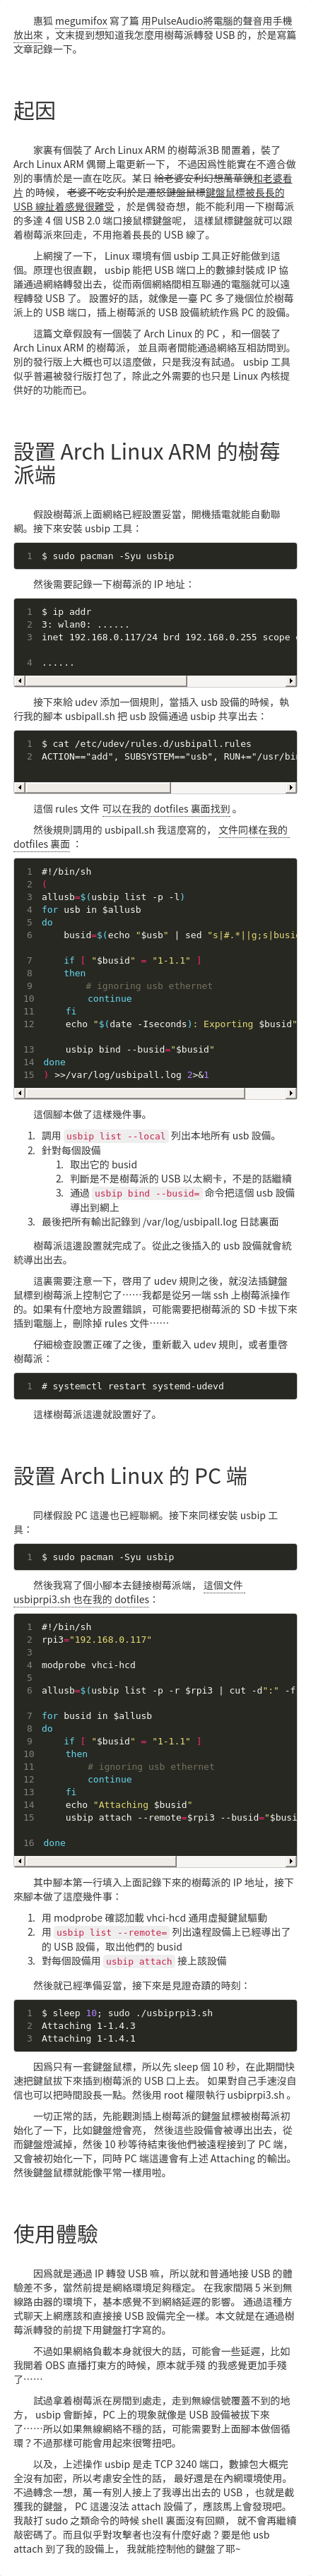 惠狐 megumifox 寫了篇 用PulseAudio將電腦的聲音用手機
放出來 ，文末提到想知道我怎麼用樹莓派轉發 USB 的，於是寫篇
文章記錄一下。
起因
家裏有個裝了 Arch Linux ARM 的樹莓派3B 閒置着，裝了
Arch Linux ARM 偶爾上電更新一下， 不過因爲性能實在不適合做
別的事情於是一直在吃灰。某日 給老婆安利幻想萬華鏡和老婆看
片 的時候， 老婆不吃安利於是遷怒鍵盤鼠標鍵盤鼠標被長長的
USB 線扯着感覺很難受 ，於是偶發奇想，能不能利用一下樹莓派
的多達 4 個 USB 2.0 端口接鼠標鍵盤呢， 這樣鼠標鍵盤就可以跟
着樹莓派來回走，不用拖着長長的 USB 線了。
上網搜了一下， Linux 環境有個 usbip 工具正好能做到這
個。原理也很直觀， usbip 能把 USB 端口上的數據封裝成 IP 協
議通過網絡轉發出去，從而兩個網絡間相互聯通的電腦就可以遠
程轉發 USB 了。 設置好的話，就像是一臺 PC 多了幾個位於樹莓
派上的 USB 端口，插上樹莓派的 USB 設備統統作爲 PC 的設備。
這篇文章假設有一個裝了 Arch Linux 的 PC ，和一個裝了
Arch Linux ARM 的樹莓派， 並且兩者間能通過網絡互相訪問到。
別的發行版上大概也可以這麼做，只是我沒有試過。 usbip 工具
似乎普遍被發行版打包了，除此之外需要的也只是 Linux 內核提
供好的功能而已。
設置 Arch Linux ARM 的樹莓
派端
假設樹莓派上面網絡已經設置妥當，開機插電就能自動聯
網。接下來安裝 usbip 工具：
1 $ sudo pacman -Syu usbip
然後需要記錄一下樹莓派的 IP 地址：
1 $ ip addr
2 3: wlan0: ......
3 inet 192.168.0.117/24 brd 192.168.0.255 scope
4 ......
接下來給 udev 添加一個規則，當插入 usb 設備的時候，執
行我的腳本 usbipall.sh 把 usb 設備通過 usbip 共享出去：
1 $ cat /etc/udev/rules.d/usbipall.rules
2 ACTION=="add", SUBSYSTEM=="usb", RUN+="/usr/bin
這個 rules 文件 可以在我的 dotfiles 裏面找到 。
然後規則調用的 usbipall.sh 我這麼寫的， 文件同樣在我的
dotfiles 裏面 ：
1 #!/bin/sh
2 (
3 allusb=$(usbip list -p -l)
4 for usb in $allusb
5 do
6 busid=$(echo "$usb" | sed "s|#.*||g;s|busid
7 if [ "$busid" = "1-1.1" ]
8 then
9 # ignoring usb ethernet
10 continue
11 fi
12 echo "$(date -Iseconds): Exporting $busid"
13 usbip bind --busid="$busid"
14 done
15 ) >>/var/log/usbipall.log 2>&1
這個腳本做了這樣幾件事。
1. 調用 usbip list --local 列出本地所有 usb 設備。
2. 針對每個設備
1. 取出它的 busid
2. 判斷是不是樹莓派的 USB 以太網卡，不是的話繼續
3. 通過 usbip bind --busid= 命令把這個 usb 設備
導出到網上
3. 最後把所有輸出記錄到 /var/log/usbipall.log 日誌裏面
樹莓派這邊設置就完成了。從此之後插入的 usb 設備就會統
統導出出去。
這裏需要注意一下，啓用了 udev 規則之後，就沒法插鍵盤
鼠標到樹莓派上控制它了……我都是從另一端 ssh 上樹莓派操作
的。如果有什麼地方設置錯誤，可能需要把樹莓派的 SD 卡拔下來
插到電腦上，刪除掉 rules 文件……
仔細檢查設置正確了之後，重新載入 udev 規則，或者重啓
樹莓派：
1 # systemctl restart systemd-udevd
這樣樹莓派這邊就設置好了。
設置 Arch Linux 的 PC 端
同樣假設 PC 這邊也已經聯網。接下來同樣安裝 usbip 工
具：
1 $ sudo pacman -Syu usbip
然後我寫了個小腳本去鏈接樹莓派端， 這個文件
usbiprpi3.sh 也在我的 dotfiles：
1 #!/bin/sh
2 rpi3="192.168.0.117"
3
4 modprobe vhci-hcd
5
6 allusb=$(usbip list -p -r $rpi3 | cut -d":" -f
7 for busid in $allusb
8 do
9 if [ "$busid" = "1-1.1" ]
10 then
11 # ignoring usb ethernet
12 continue
13 fi
14 echo "Attaching $busid"
15 usbip attach --remote=$rpi3 --busid="$busi
16 done
其中腳本第一行填入上面記錄下來的樹莓派的 IP 地址，接下
來腳本做了這麼幾件事：
1. 用 modprobe 確認加載 vhci-hcd 通用虛擬鍵鼠驅動
2. 用 usbip list --remote= 列出遠程設備上已經導出了
的 USB 設備，取出他們的 busid
3. 對每個設備用 usbip attach 接上該設備
然後就已經準備妥當，接下來是見證奇蹟的時刻：
1 $ sleep 10; sudo ./usbiprpi3.sh
2 Attaching 1-1.4.3
3 Attaching 1-1.4.1
因爲只有一套鍵盤鼠標，所以先 sleep 個 10 秒，在此期間快
速把鍵鼠拔下來插到樹莓派的 USB 口上去。 如果對自己手速沒自
信也可以把時間設長一點。然後用 root 權限執行 usbiprpi3.sh 。
一切正常的話，先能觀測插上樹莓派的鍵盤鼠標被樹莓派初
始化了一下，比如鍵盤燈會亮， 然後這些設備會被導出出去，從
而鍵盤燈滅掉，然後 10 秒等待結束後他們被遠程接到了 PC 端，
又會被初始化一下，同時 PC 端這邊會有上述 Attaching 的輸出。
然後鍵盤鼠標就能像平常一樣用啦。
使用體驗
因爲就是通過 IP 轉發 USB 嘛，所以就和普通地接 USB 的體
驗差不多，當然前提是網絡環境足夠穩定。 在我家間隔 5 米到無
線路由器的環境下，基本感覺不到網絡延遲的影響。 通過這種方
式聊天上網應該和直接接 USB 設備完全一樣。本文就是在通過樹
莓派轉發的前提下用鍵盤打字寫的。
不過如果網絡負載本身就很大的話，可能會一些延遲，比如
我開着 OBS 直播打東方的時候，原本就手殘 的我感覺更加手殘
了……
試過拿着樹莓派在房間到處走，走到無線信號覆蓋不到的地
方， usbip 會斷掉，PC 上的現象就像是 USB 設備被拔下來
了……所以如果無線網絡不穩的話，可能需要對上面腳本做個循
環？不過那樣可能會用起來很彆扭吧。
以及，上述操作 usbip 是走 TCP 3240 端口，數據包大概完
全沒有加密，所以考慮安全性的話， 最好還是在內網環境使用。
不過轉念一想，萬一有別人接上了我導出出去的 USB ，也就是截
獲我的鍵盤， PC 這邊沒法 attach 設備了，應該馬上會發現吧。
我敲打 sudo 之類命令的時候 shell 裏面沒有回顯， 就不會再繼續
敲密碼了。而且似乎對攻擊者也沒有什麼好處？要是他 usb
attach 到了我的設備上， 我就能控制他的鍵盤了耶~